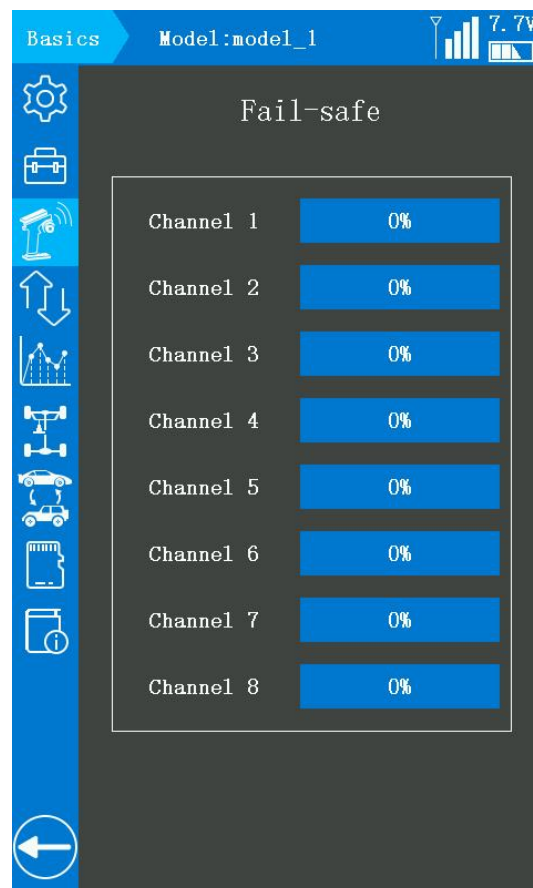 Basics Model:model_1 7.7V
Fail-safe
Channel 1 0%
Channel 2 0%
Channel 3 0%
Channel 4 0%
Channel 5 0%
Channel 6 0%
Channel 7 0%
Channel 8 0%